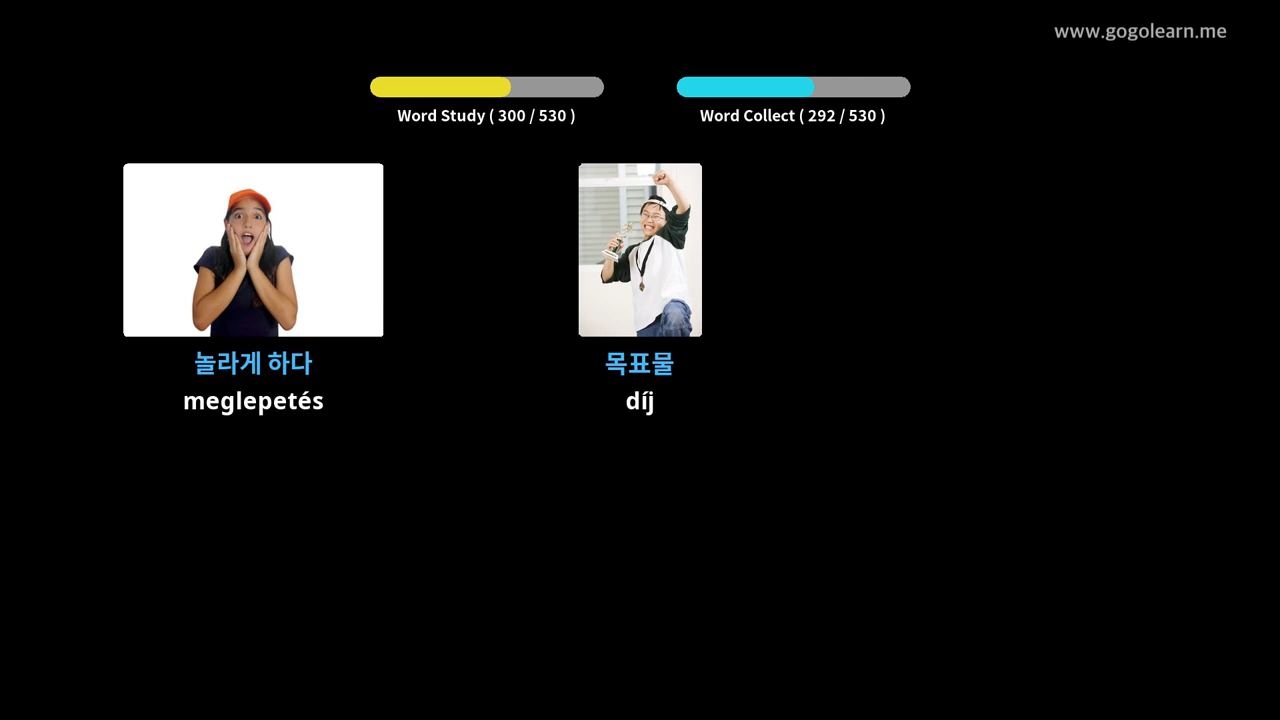 www.gogolearn.me
Word Study ( 300 / 530 )
Word Collect ( 292 / 530 )
놀라게 하다
meglepetés
목표물
díj